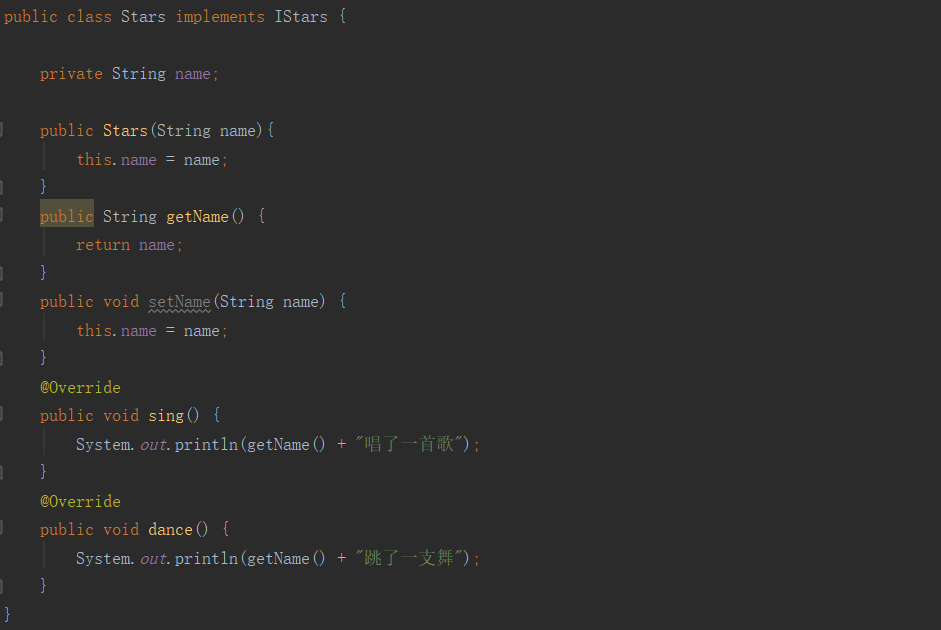 public class Stars implements IStars {
private String name;
public Stars(String name){
this.name = name;
}
public String getName() {
return name;
}
public void setName(String name) {
this.name = name;
}
@Override
public void sing() {
System.out.println(getName() + "唱了一首歌");
}
@Override
public void dance() {
System.out.println(getName() + "跳了一支舞");
}
}